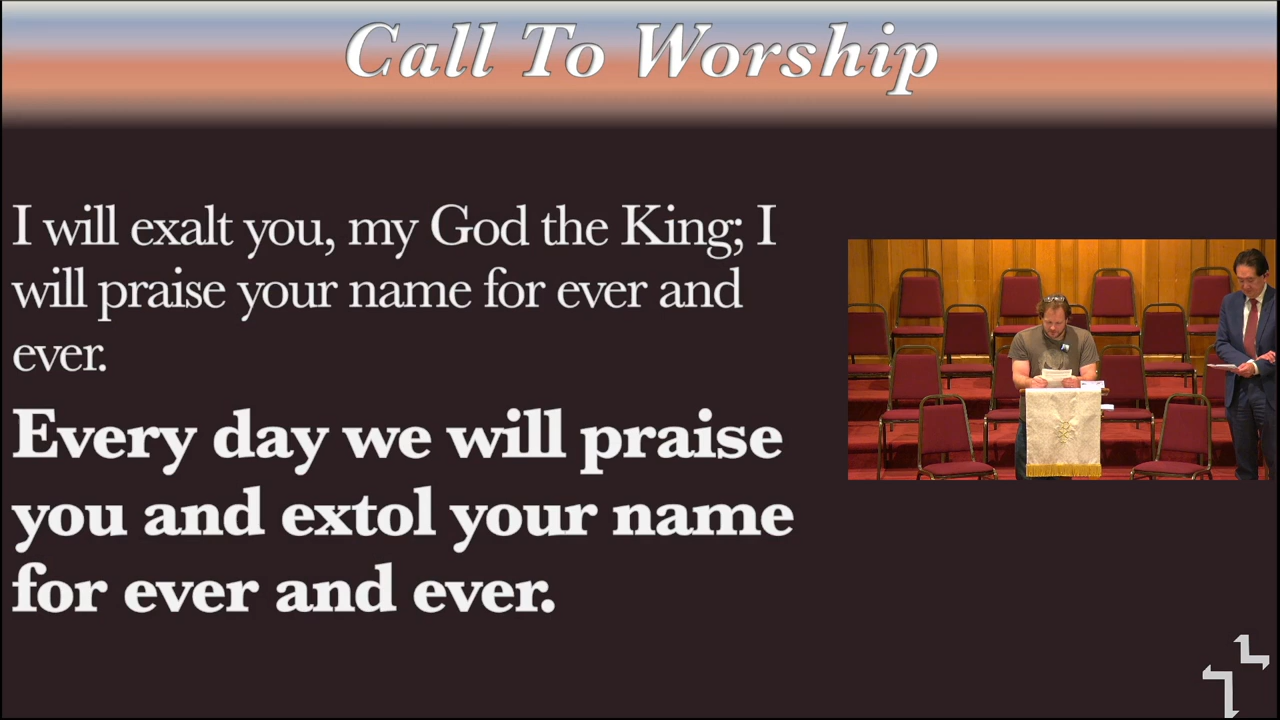 Call To Worship
I will exalt you, my God the King; I
will praise your name for ever and
ever.
Every day we will praise
you and extol your name
for ever and ever.